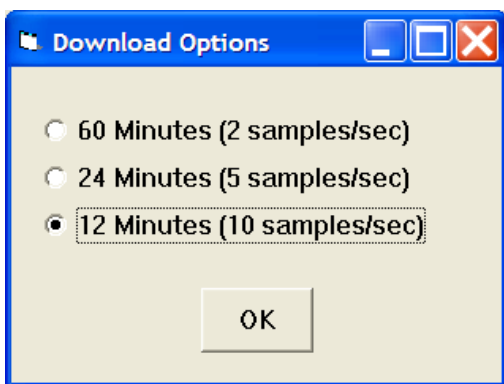 Download Options
60 Minutes (2 samples/sec)
24 Minutes (5 samples/sec)
12 Minutes (10 samples/sec)
OK